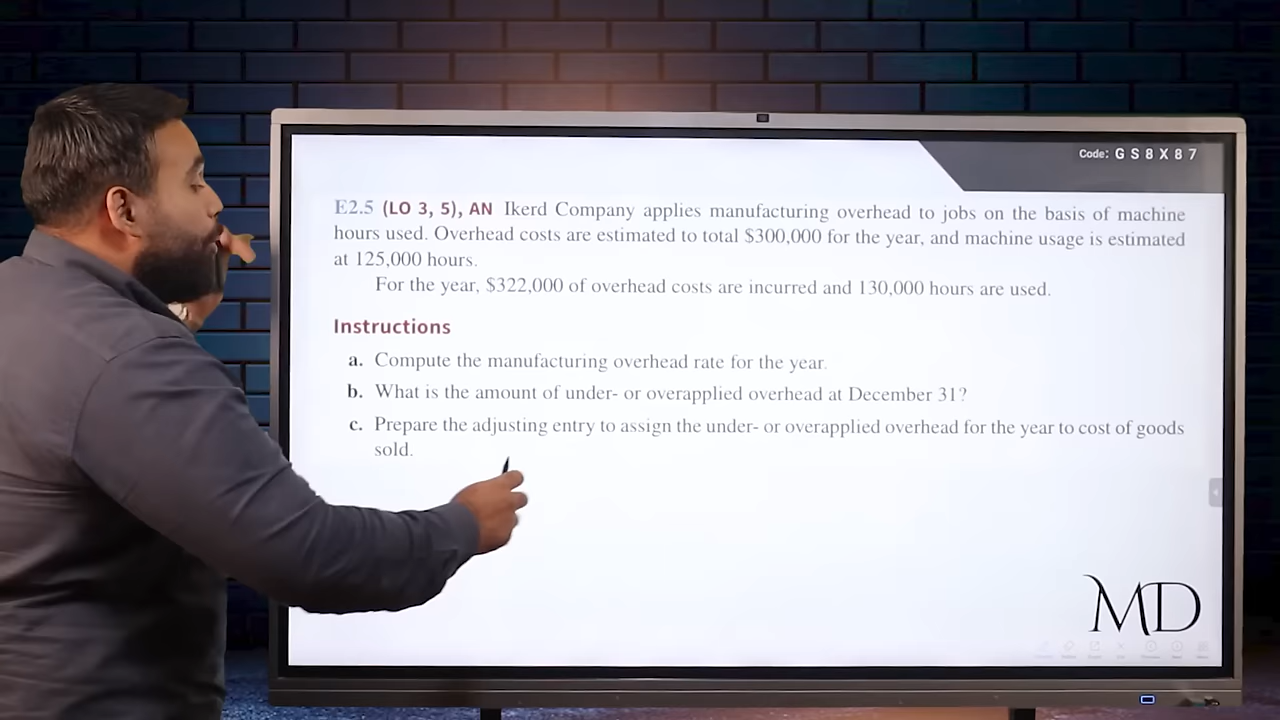 Code: G S 8 X 8 7
E2.5 (LO 3, 5), AN Ikerd Company applies manufacturing overhead to jobs on the basis of machine
hours used. Overhead costs are estimated to total $300,000 for the year, and machine usage is estimated
at 125,000 hours.
For the year, $322,000 of overhead costs are incurred and 130,000 hours are used.
Instructions
a. Compute the manufacturing overhead rate for the year.
b. What is the amount of under- or overapplied overhead at December 31?
c. Prepare the adjusting entry to assign the under- or overapplied overhead for the year to cost of goods
sold.
MD